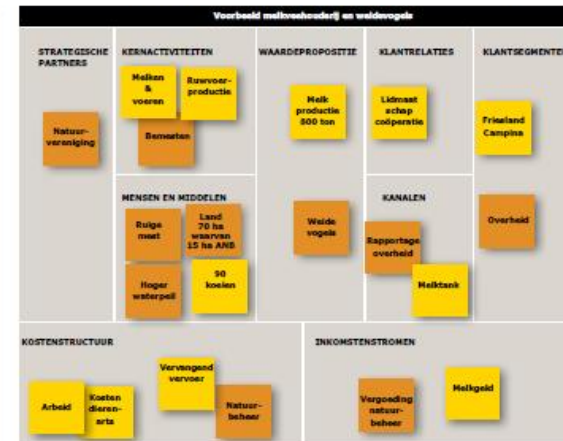 Voorbeeld melkveehouderij en weidevogels
STRATEGISCHE
PARTNERS
Natuur-
vereniging
KERNACTIVITEITEN
Melken
&
voeren
Ruwvoer-
productie
Bemesten
MENSEN EN MIDDELEN
Ruige
mest
Land
70 ha
waarvan
15 ha ANB
Hoger
waterpeil
90
koeien
WAARDEPROPOSITIE
Melk
productie
800 ton
Weide
vogels
KLANTRELATIES
Lidmaat
schap
coöperatie
KANALEN
Rapportage
overheid
Melktank
KLANTSEGMENTEN
Friesland
Campina
Overheid
KOSTENSTRUCTUUR
Arbeid
Kosten
dieren-
arts
Vervangend
vervoer
Natuur-
beheer
INKOMSTENSTROMEN
Vergoeding
natuur-
beheer
Melkgeld